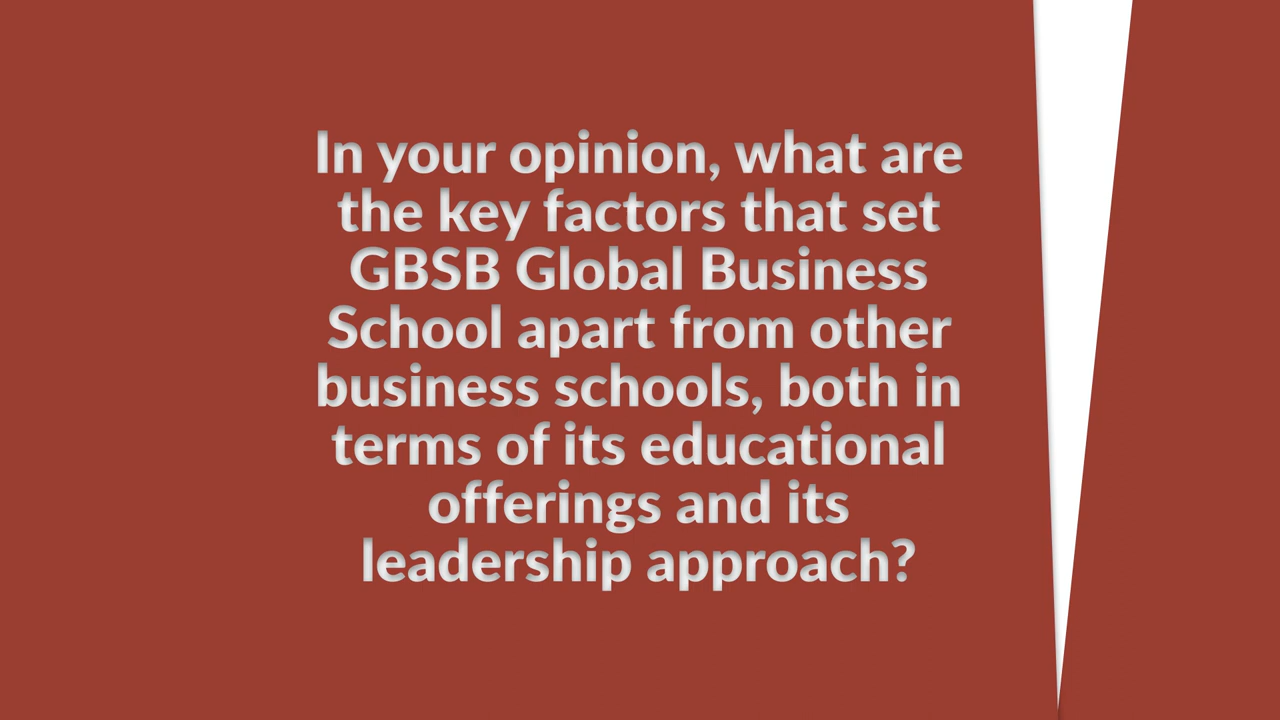 In your opinion, what are
the key factors that set
GBSB Global Business
School apart from other
business schools, both in
terms of its educational
offerings and its
leadership approach?